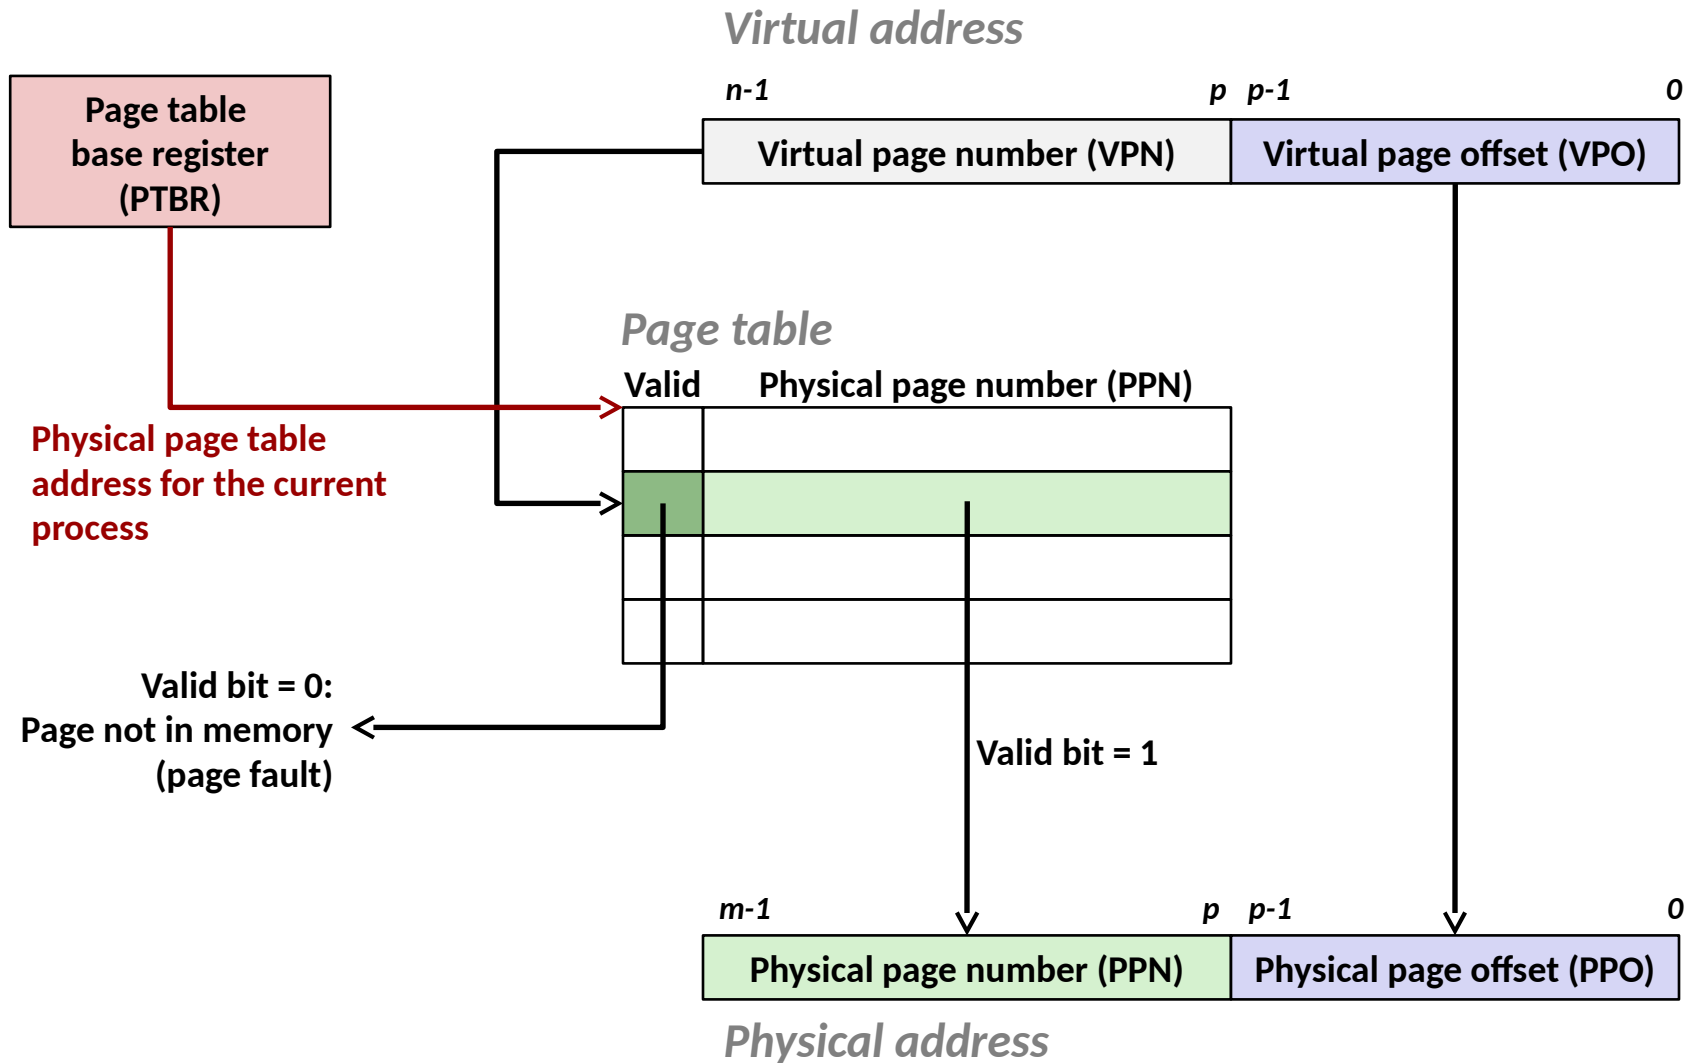 Virtual address
n-1 p p-1 0
Page table
base register
(PTBR)
Virtual page number (VPN) Virtual page offset (VPO)
Page table
Valid Physical page number (PPN)
Physical page table
address for the current
process
Valid bit = 0:
Page not in memory
(page fault)
Valid bit = 1
m-1 p p-1 0
Physical page number (PPN) Physical page offset (PPO)
Physical address